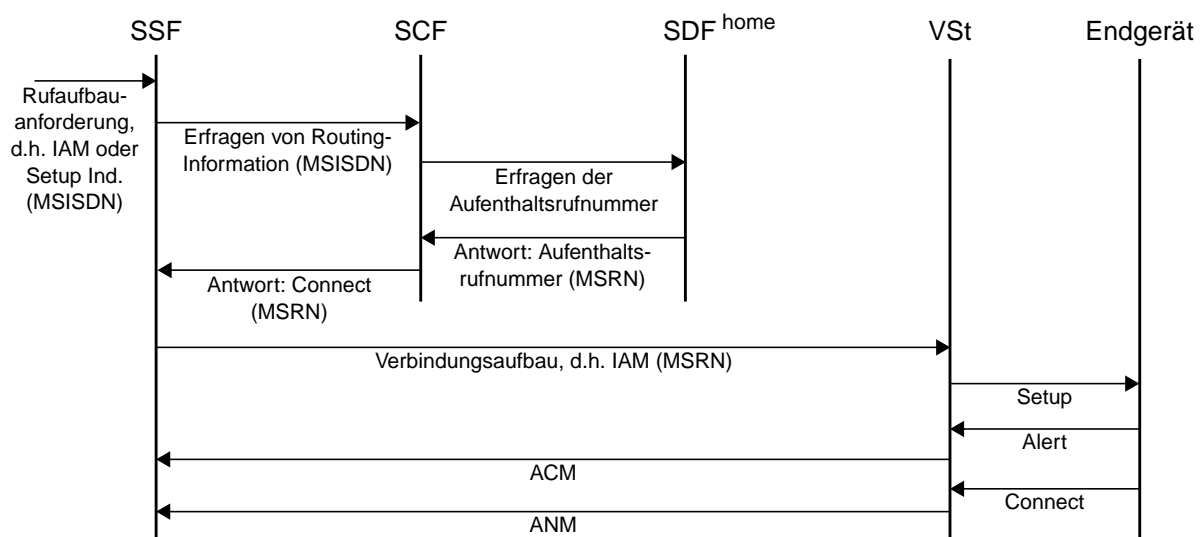 SSF
SCF
SDF home
VSt
Endgerät
Rufaufbau-
anforderung,
d.h. IAM oder
Setup Ind.
(MSISDN)
Erfragen von Routing-
Information (MSISDN)
Erfragen der
Aufenthaltsrufnummer
Antwort: Aufenthalts-
rufnummer (MSRN)
Antwort: Connect
(MSRN)
Verbindungsaufbau, d.h. IAM (MSRN)
Setup
Alert
ACM
Connect
ANM